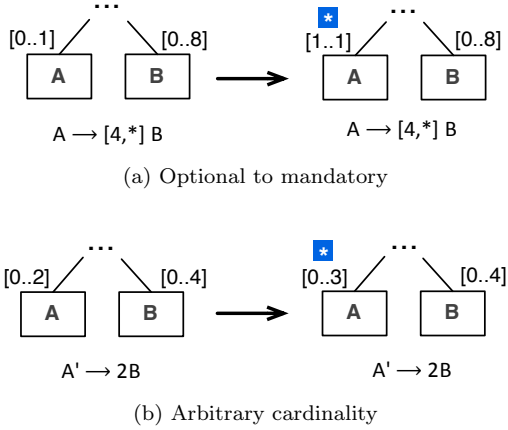 ... ...
[0..1] [0..8] * [1..1] [0..8]
A B A B
A → [4,*] B A → [4,*] B
(a) Optional to mandatory
... ...
[0..2] [0..4] * [0..3] [0..4]
A B A B
A' → 2B A' → 2B
(b) Arbitrary cardinality